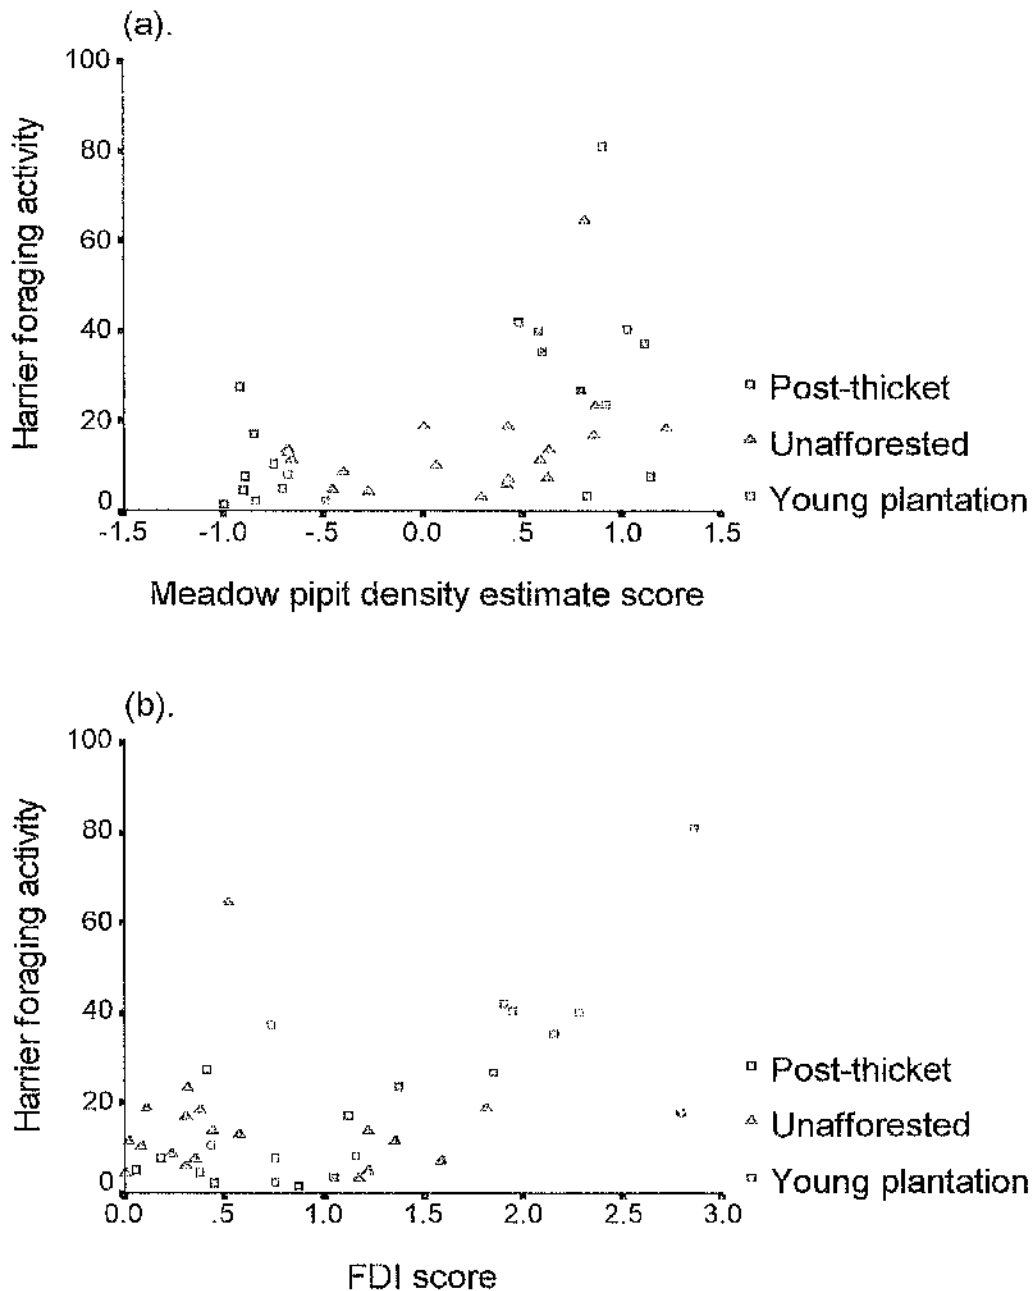 (a).
100
80
60
40
20
0
Harrier foraging activity
-1.5 -1.0 -.5 0.0 .5 1.0 1.5
Meadow pipit density estimate score
Post-thicket
Unafforested
Young plantation
(b).
100
80
60
40
20
0
Harrier foraging activity
0.0 .5 1.0 1.5 2.0 2.5 3.0
FDI score
Post-thicket
Unafforested
Young plantation